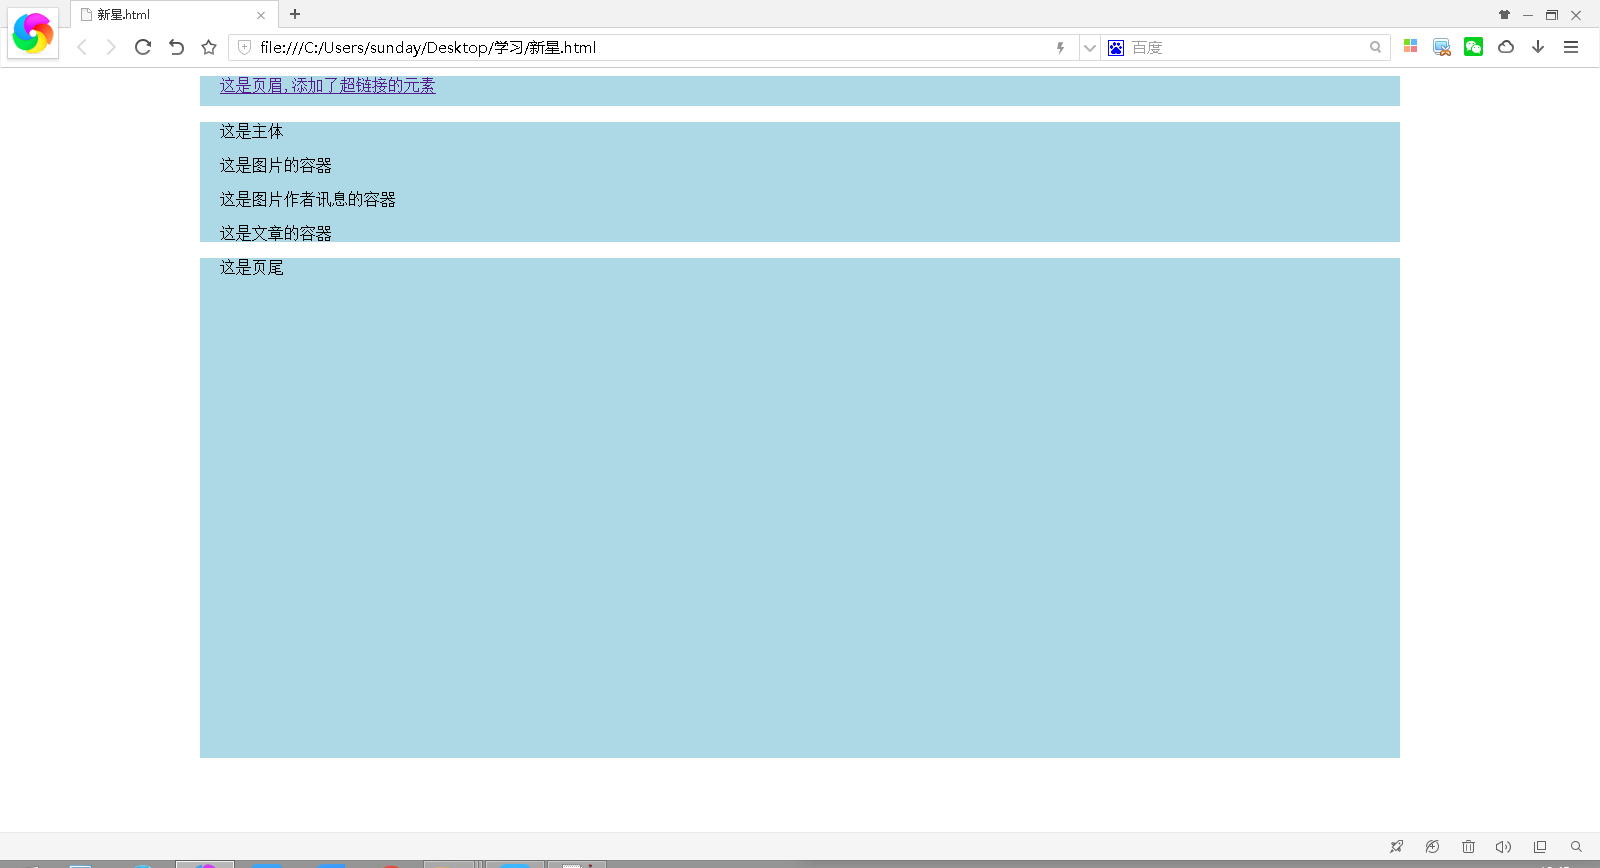 新星.html
file:///C:/Users/sunday/Desktop/学习/新星.html
百度
这是页眉,添加了超链接的元素
这是主体
这是图片的容器
这是图片作者讯息的容器
这是文章的容器
这是页尾